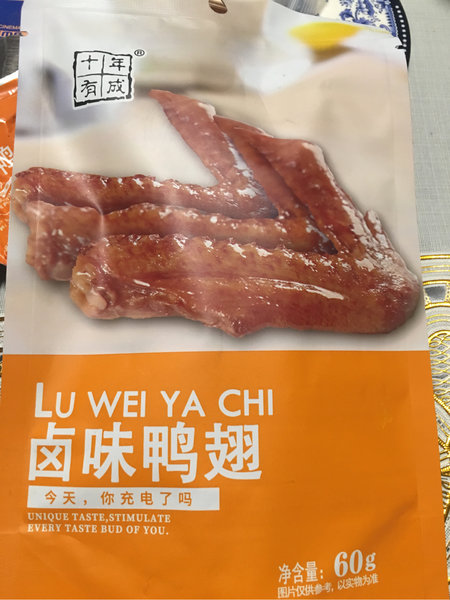 十年
有成
®
LU WEI YA CHI
卤味鸭翅
今天，你充电了吗
UNIQUE TASTE,STIMULATE
EVERY TASTE BUD OF YOU.
净含量：60g
图片仅供参考，以实物为准